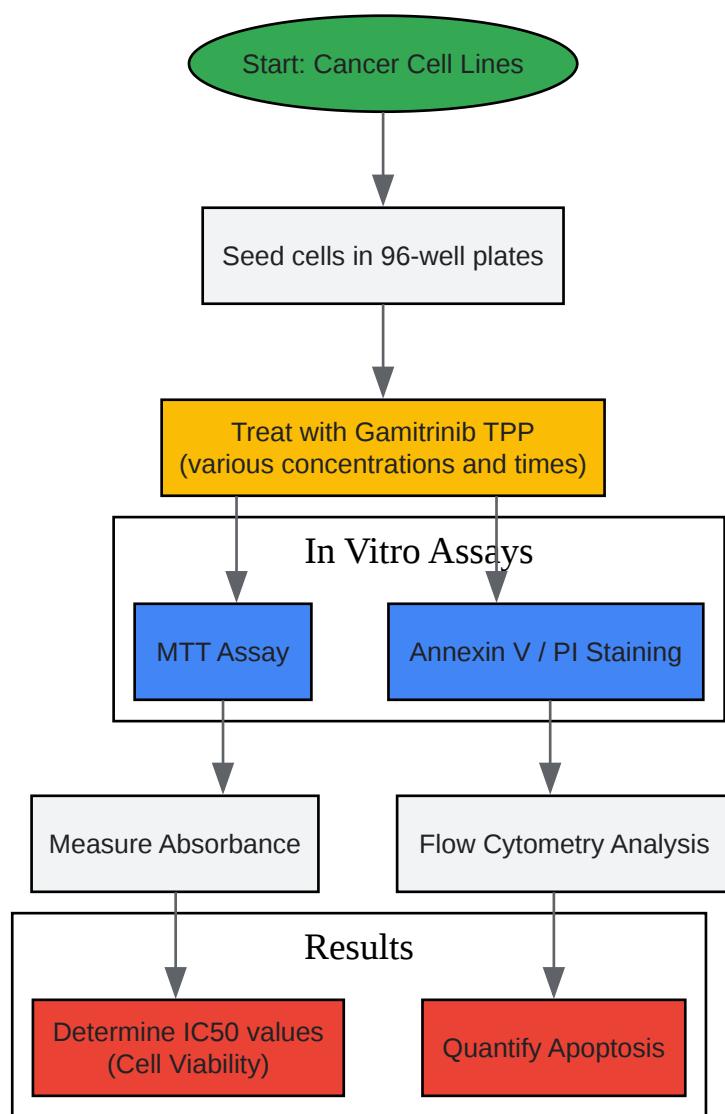 Start: Cancer Cell Lines
Seed cells in 96-well plates
Treat with Gamitrinib TPP
(various concentrations and times)
In Vitro Assays
MTT Assay
Annexin V / PI Staining
Measure Absorbance
Flow Cytometry Analysis
Results
Determine IC50 values
(Cell Viability)
Quantify Apoptosis